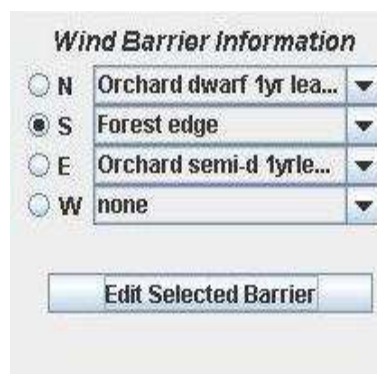 Wind Barrier Information
N Orchard dwarf 1yr lea...
S Forest edge
E Orchard semi-d 1yrle...
W none
Edit Selected Barrier